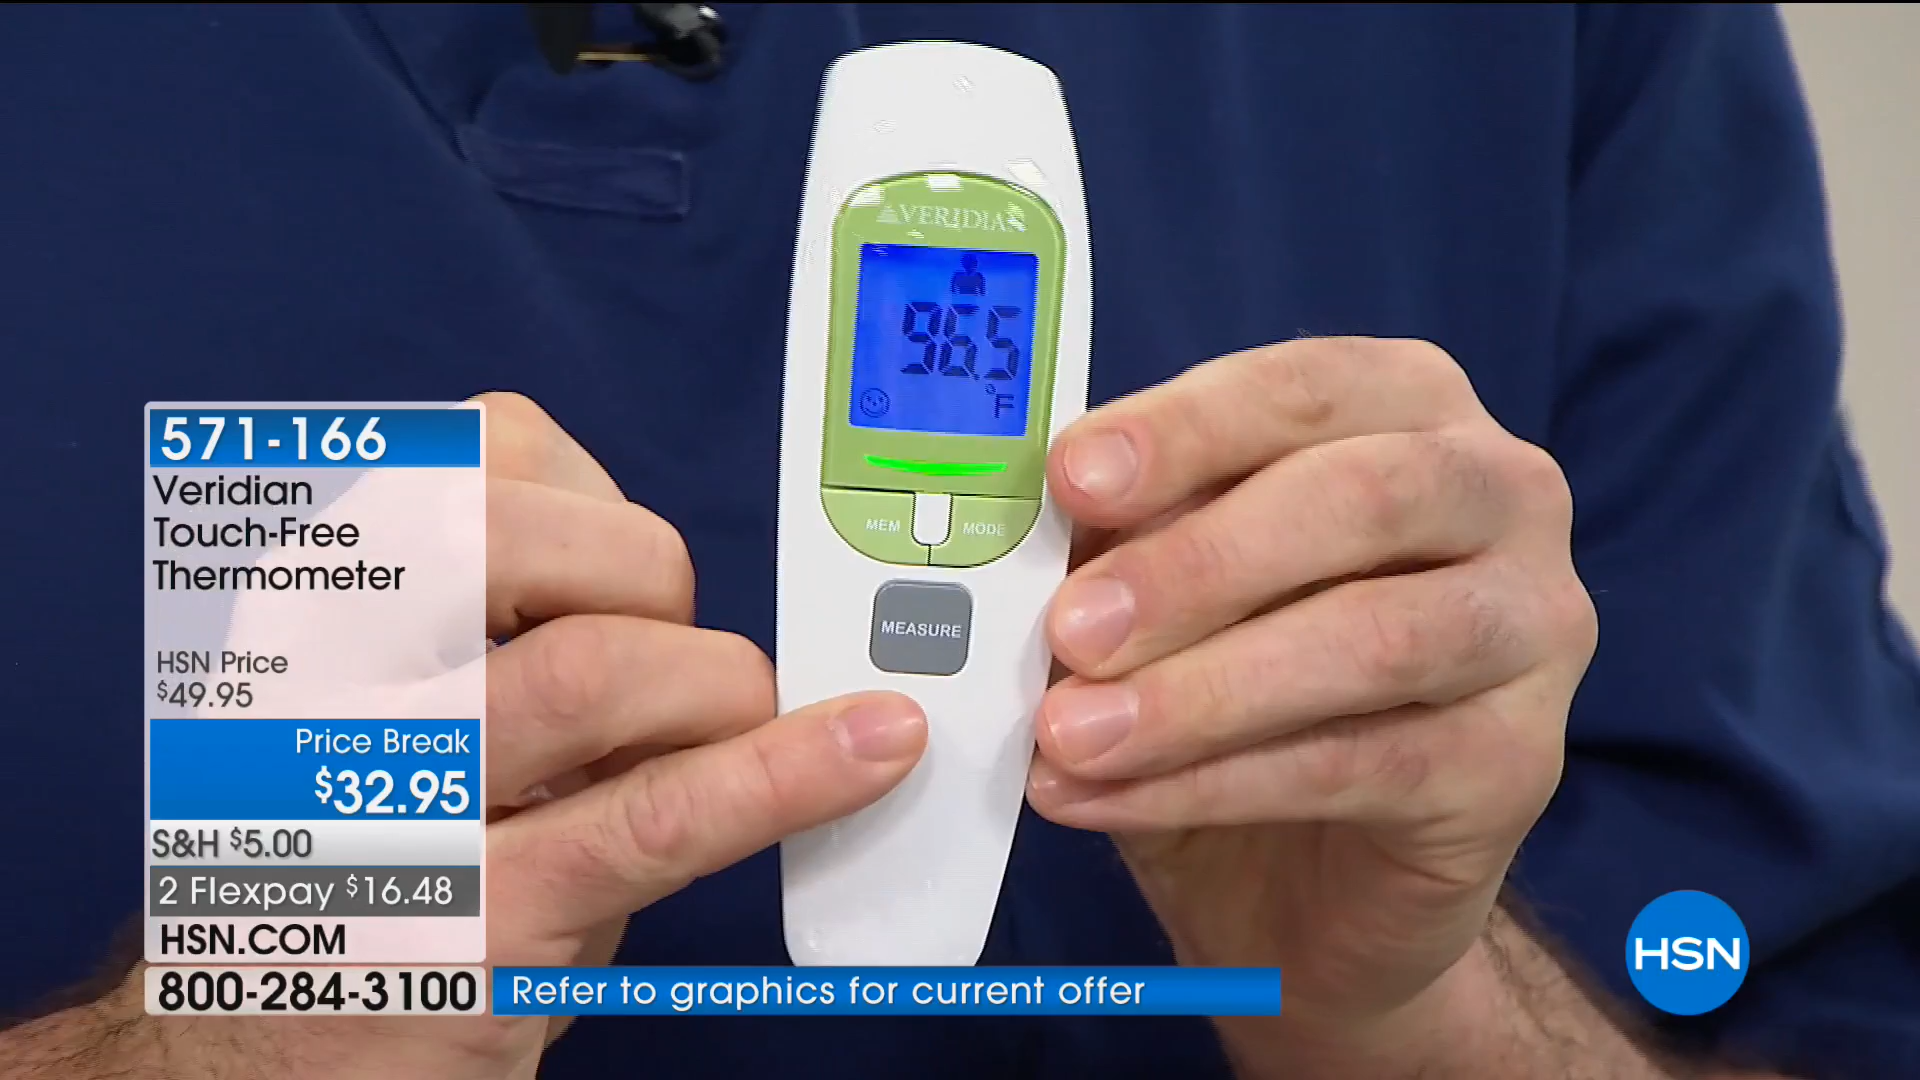 VERIDIAN
96.5
°F
MEM
MODE
MEASURE
571-166
Veridian
Touch-Free
Thermometer
HSN Price
$49.95
Price Break
$32.95
S&H $5.00
2 Flexpay $16.48
HSN.COM
800-284-3100
Refer to graphics for current offer
HSN